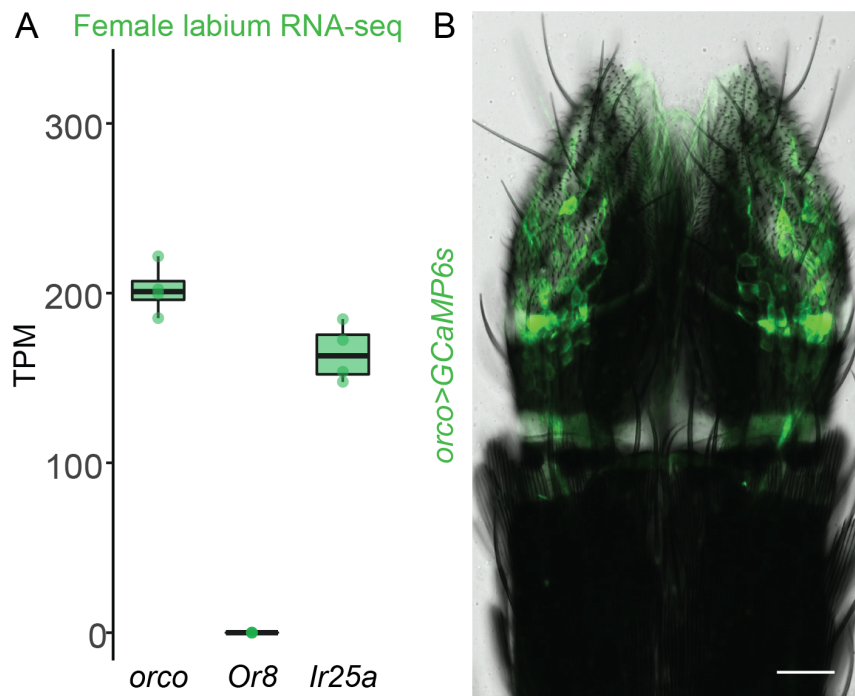 A
Female labium RNA-seq
B
TPM
300
200
100
0
orco
Or8
Ir25a
orco>GCaMP6s